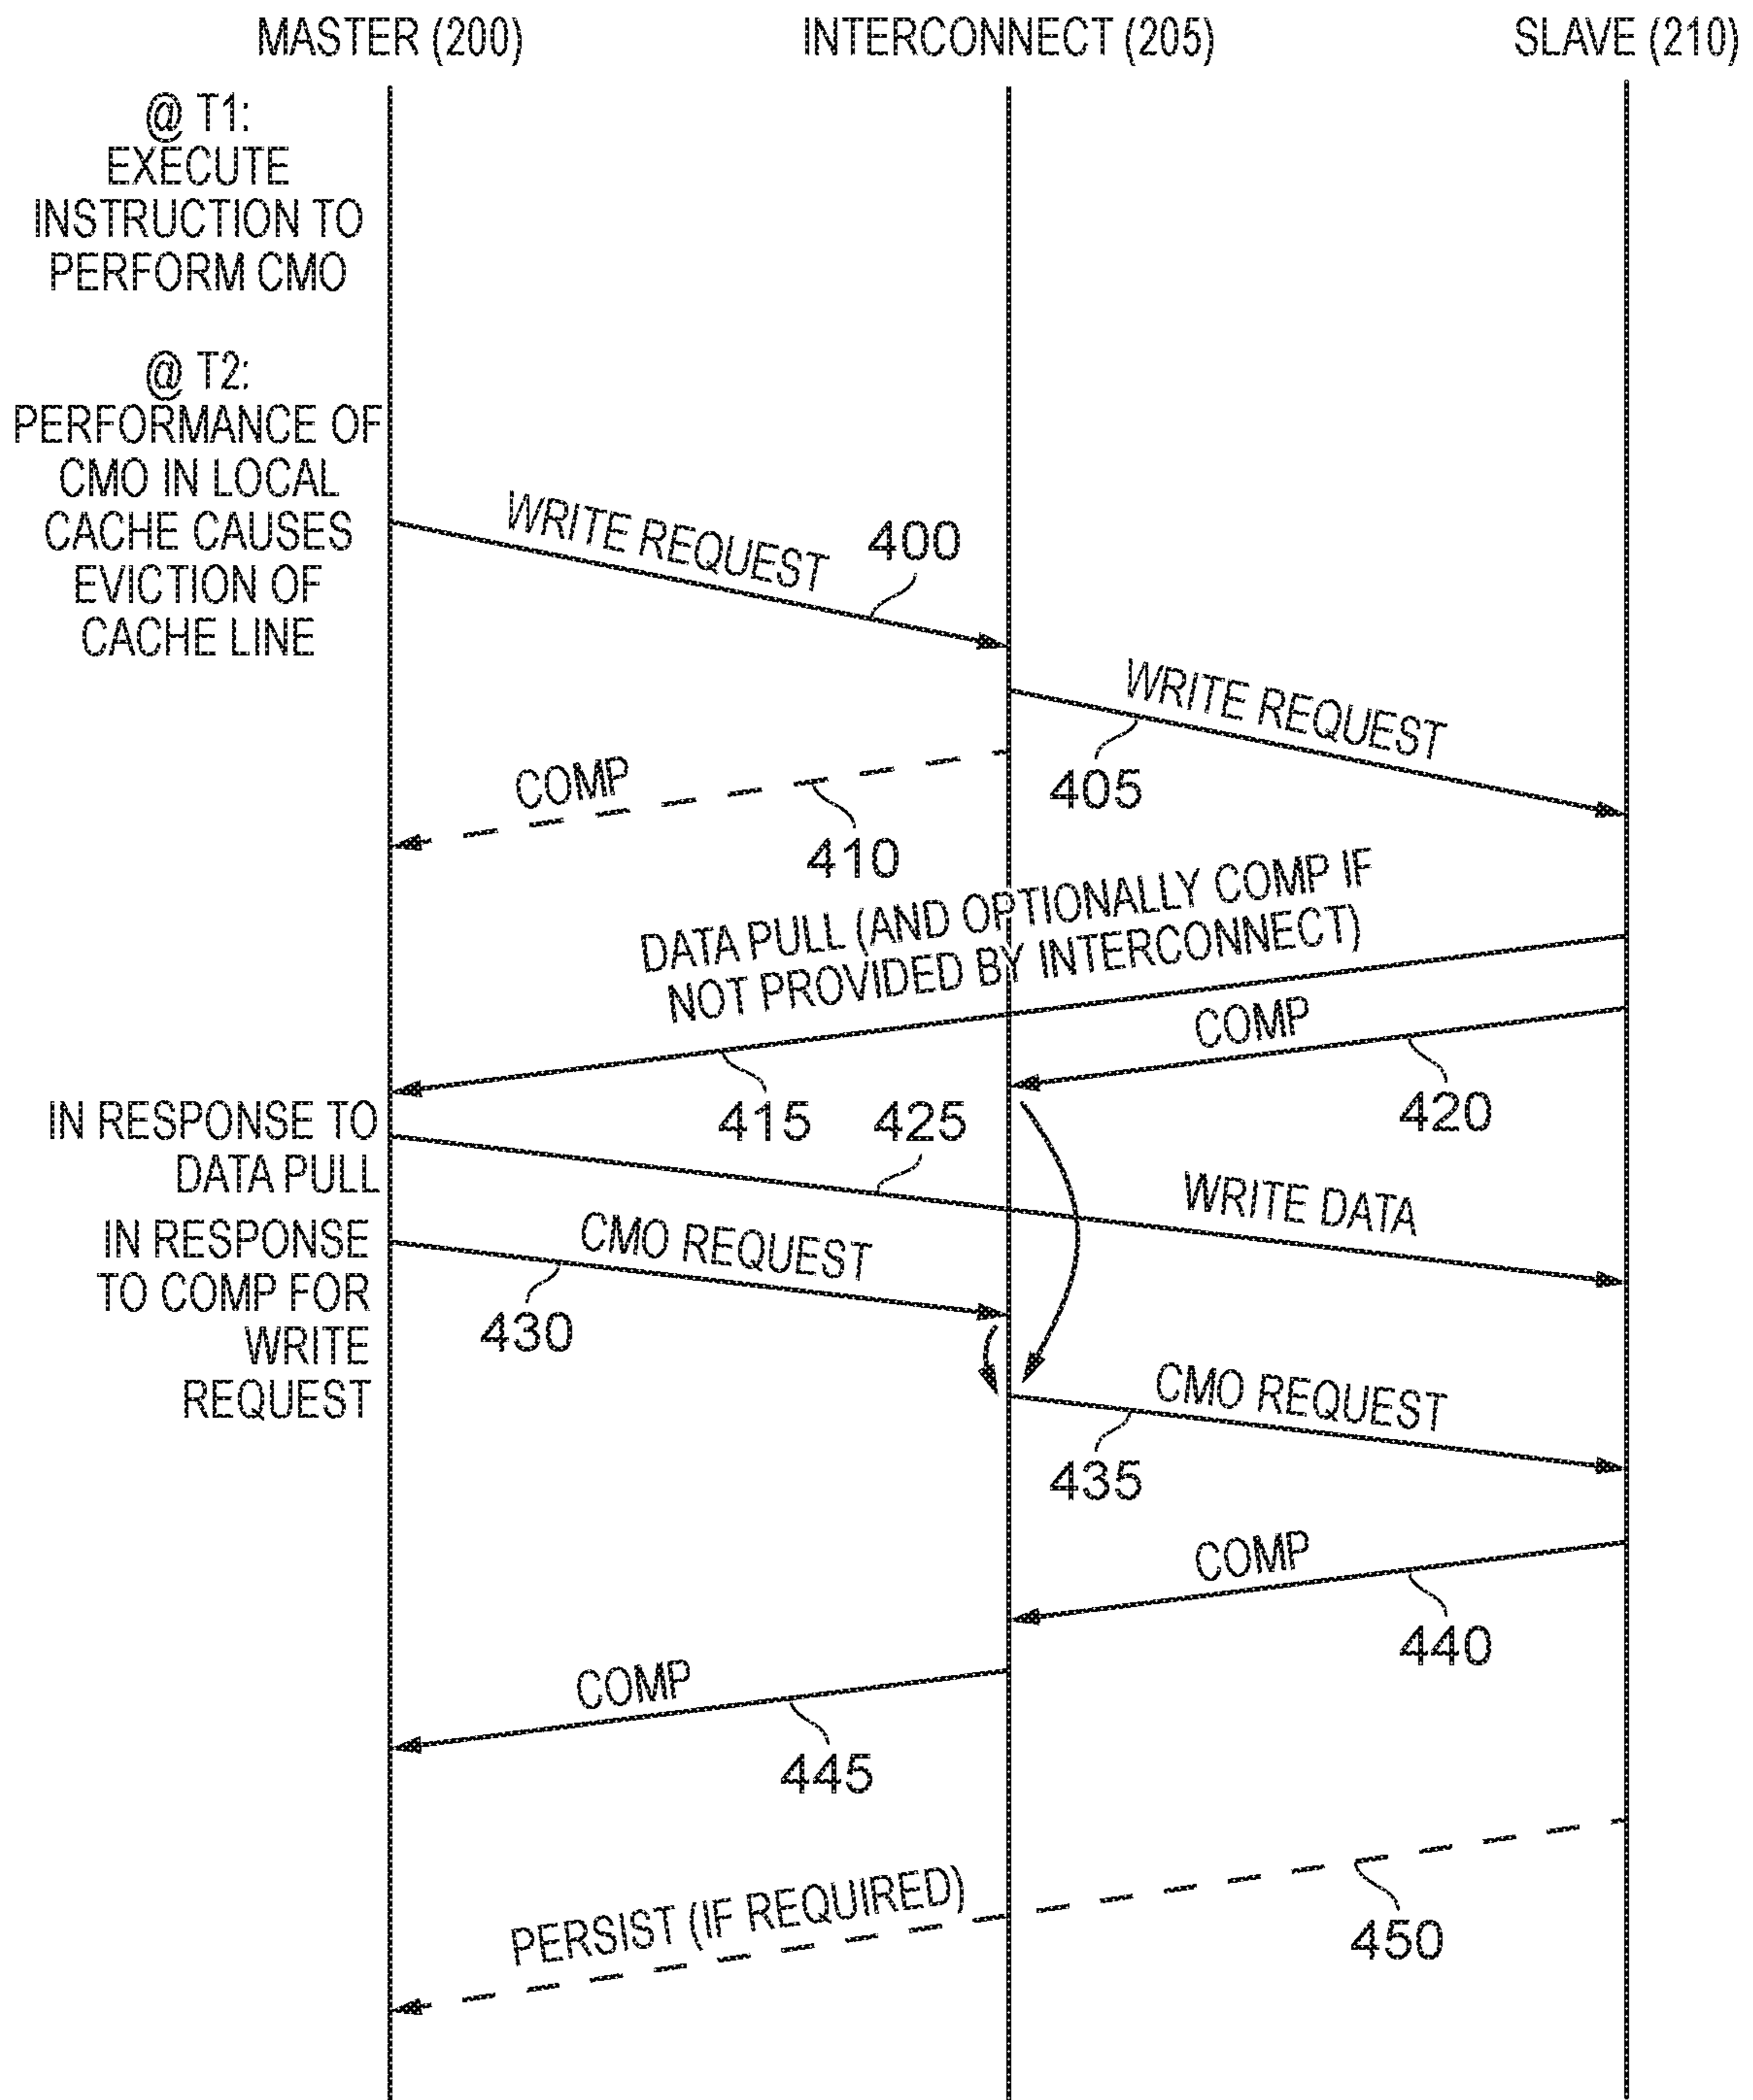 MASTER (200)
INTERCONNECT (205)
SLAVE (210)
@ T1:
EXECUTE
INSTRUCTION TO
PERFORM CMO
@ T2:
PERFORMANCE OF
CMO IN LOCAL
CACHE CAUSES
EVICTION OF
CACHE LINE
WRITE REQUEST
400
WRITE REQUEST
405
COMP
410
DATA PULL (AND OPTIONALLY COMP IF
NOT PROVIDED BY INTERCONNECT)
415
COMP
420
IN RESPONSE TO
DATA PULL
425
WRITE DATA
IN RESPONSE
TO COMP FOR
WRITE
REQUEST
CMO REQUEST
430
CMO REQUEST
435
COMP
440
COMP
445
PERSIST (IF REQUIRED)
450